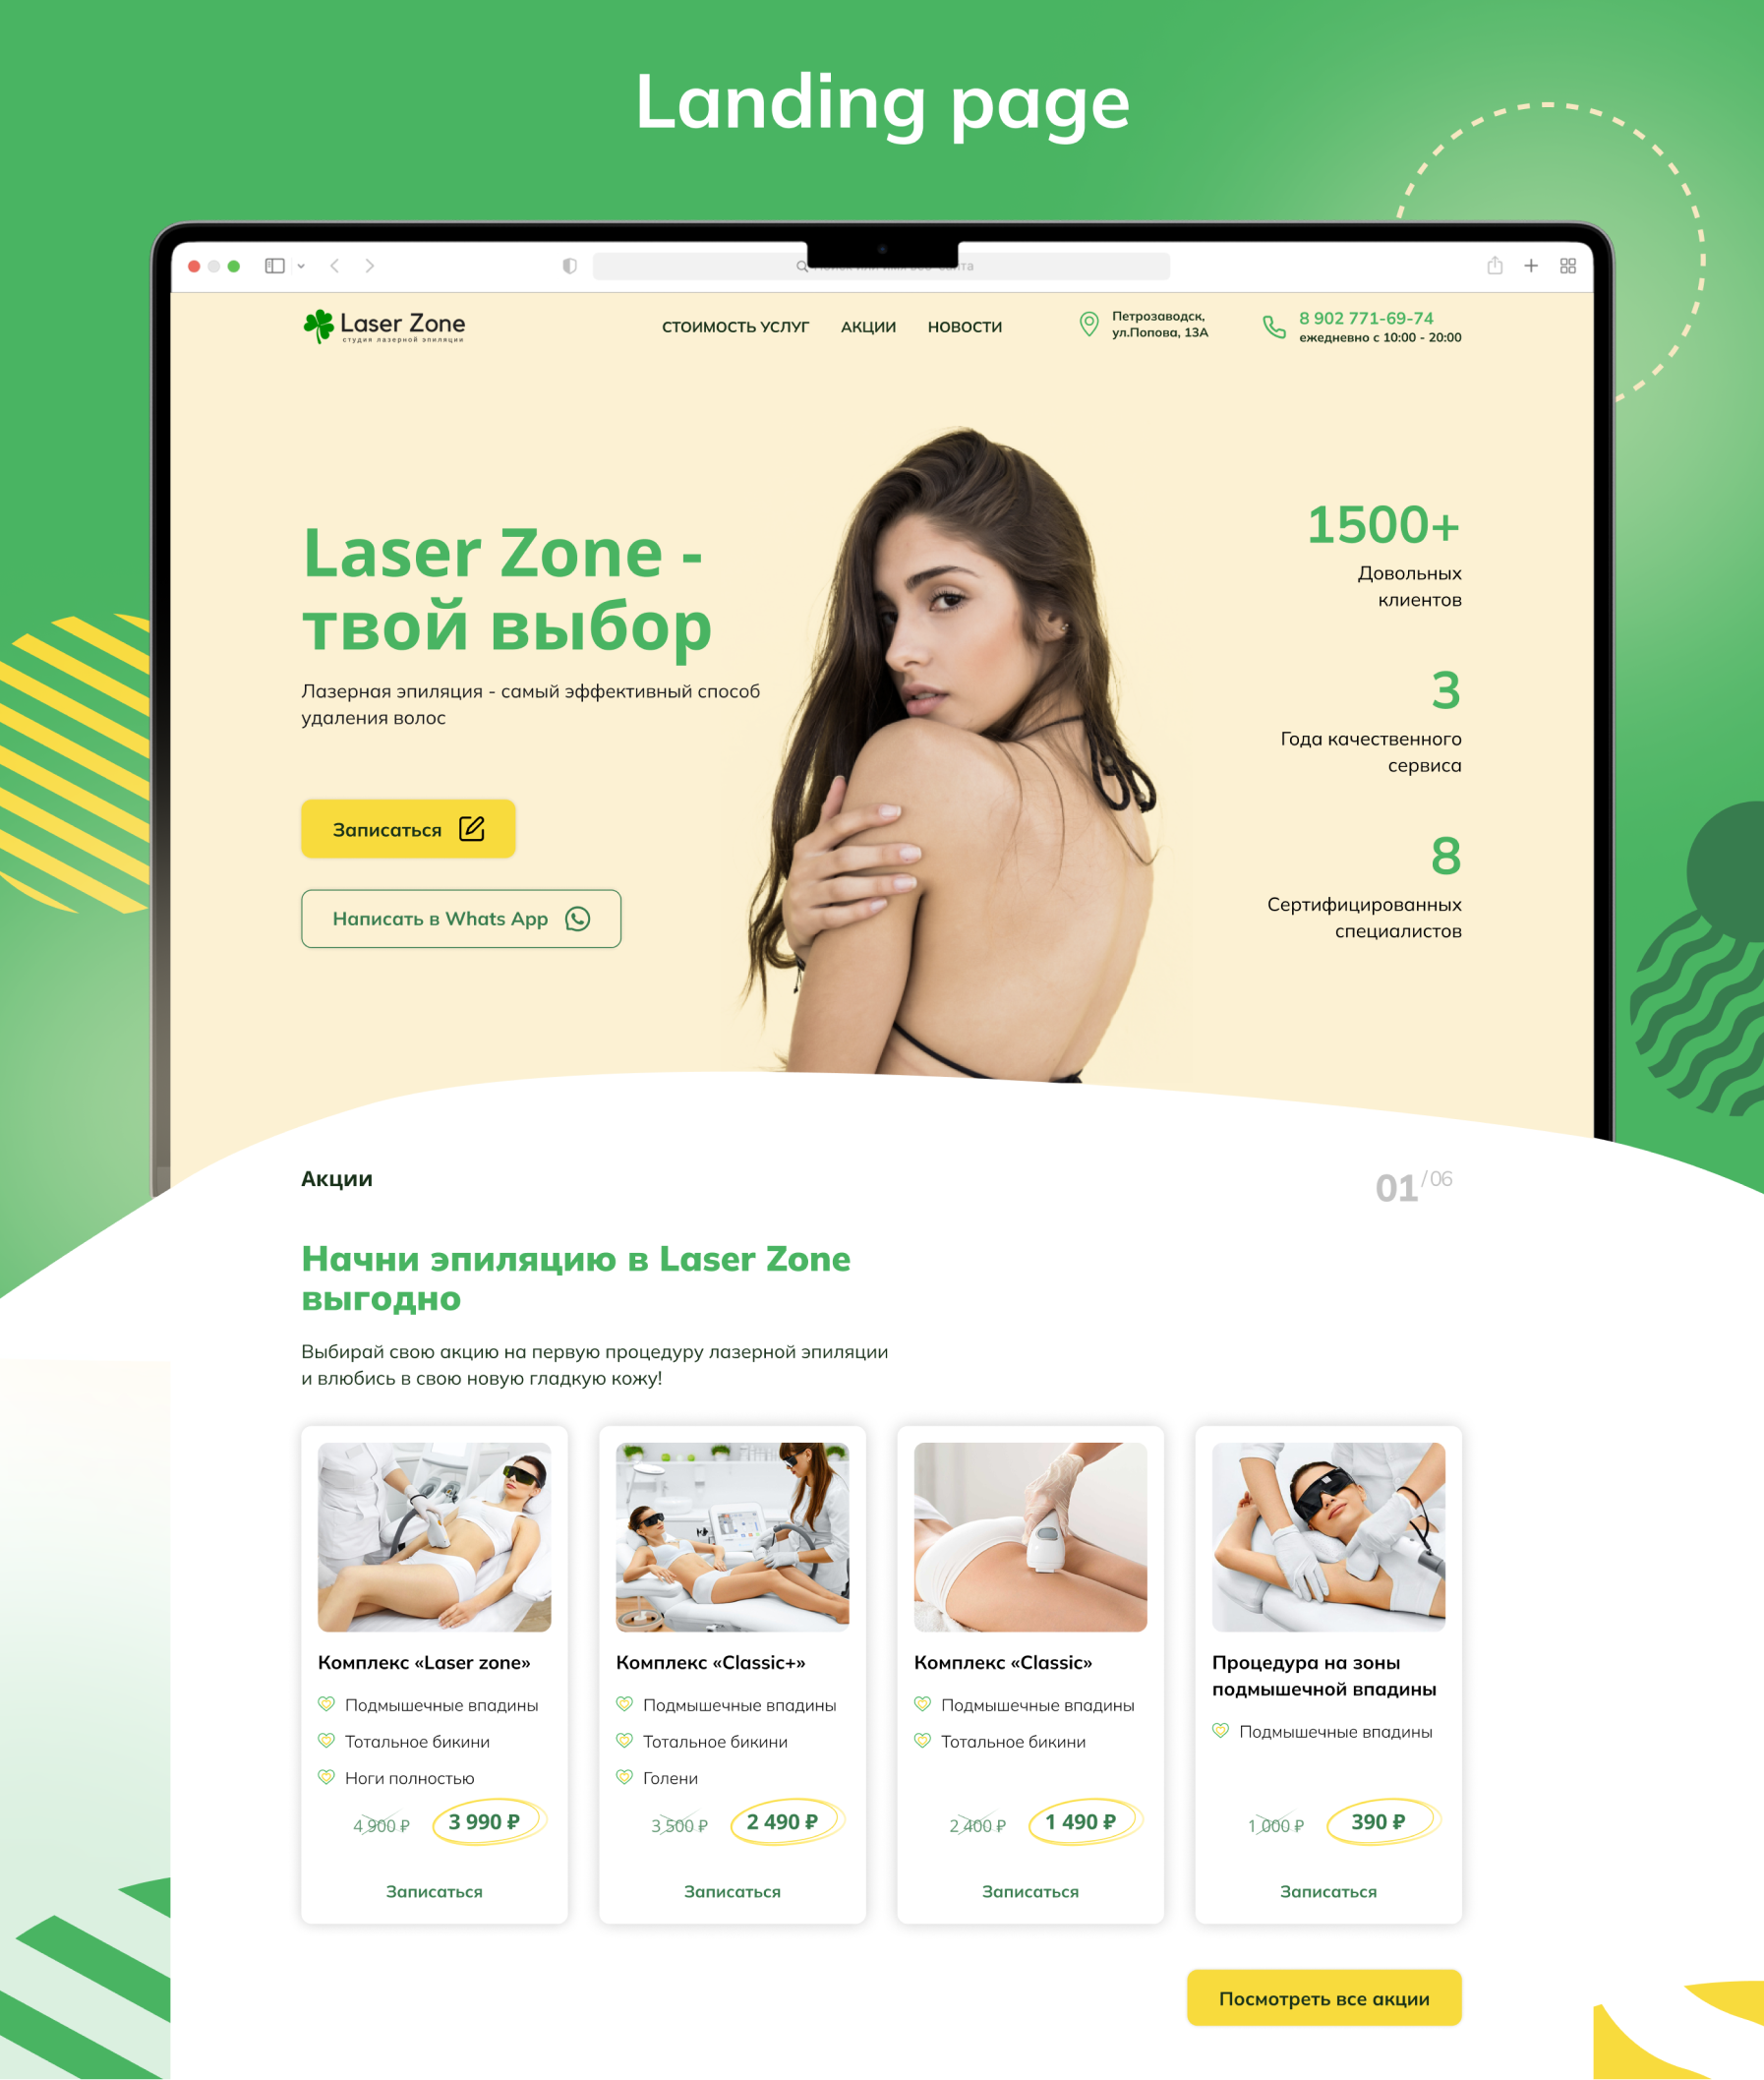 Landing page
Laser Zone
студия лазерной эпиляции
СТОИМОСТЬ УСЛУГ
АКЦИИ
НОВОСТИ
Петрозаводск,
ул.Попова, 13А
8 902 771-69-74
ежедневно с 10:00 - 20:00
Laser Zone -
твой выбор
Лазерная эпиляция - самый эффективный способ
удаления волос
Записаться
Написать в Whats App
1500+
Довольных
клиентов
3
Года качественного
сервиса
8
Сертифицированных
специалистов
Акции
01 / 06
Начни эпиляцию в Laser Zone
выгодно
Выбирай свою акцию на первую процедуру лазерной эпиляции
и влюбись в свою новую гладкую кожу!
Комплекс «Laser zone»
Подмышечные впадины
Тотальное бикини
Ноги полностью
4 900 ₽ 3 990 ₽
Записаться
Комплекс «Classic+»
Подмышечные впадины
Тотальное бикини
Голени
3 500 ₽ 2 490 ₽
Записаться
Комплекс «Classic»
Подмышечные впадины
Тотальное бикини
2 400 ₽ 1 490 ₽
Записаться
Процедура на зоны
подмышечной впадины
Подмышечные впадины
1 000 ₽ 390 ₽
Записаться
Посмотреть все акции